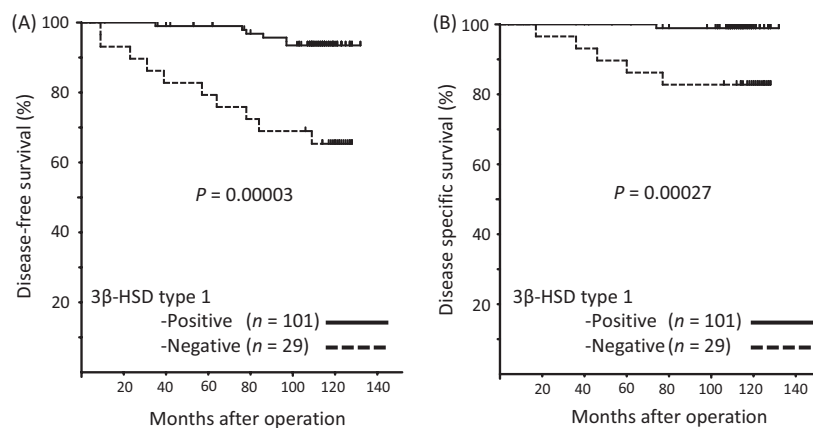 (A)
100
80
60
40
20
Disease-free survival (%)
P = 0.00003
3β-HSD type 1
-Positive (n = 101)
-Negative (n = 29)
20 40 60 80 100 120 140
Months after operation
(B)
100
80
60
40
20
Disease specific survival (%)
P = 0.00027
3β-HSD type 1
-Positive (n = 101)
-Negative (n = 29)
20 40 60 80 100 120 140
Months after operation